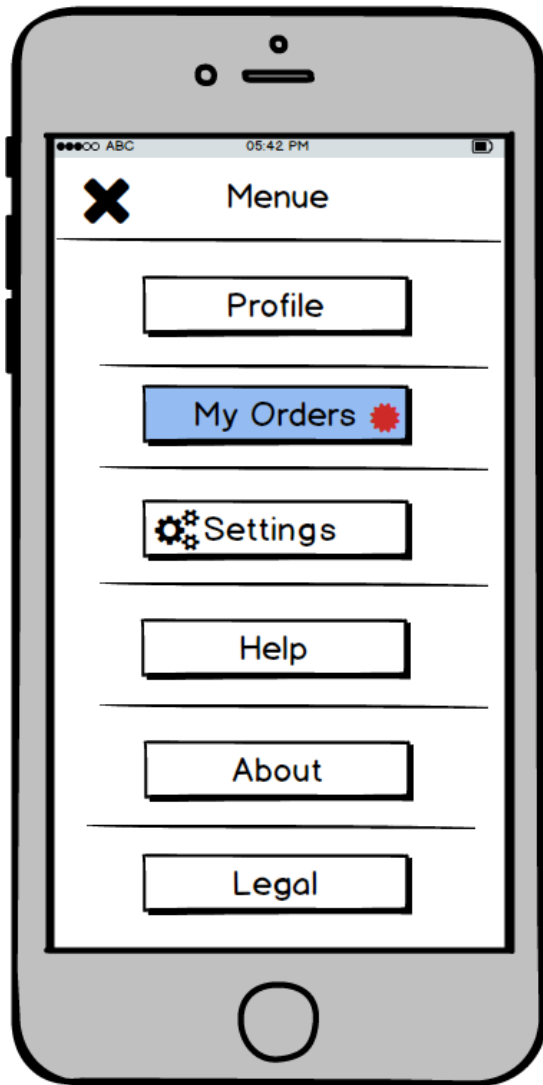 ABC 05:42 PM
Menue
Profile
My Orders
Settings
Help
About
Legal